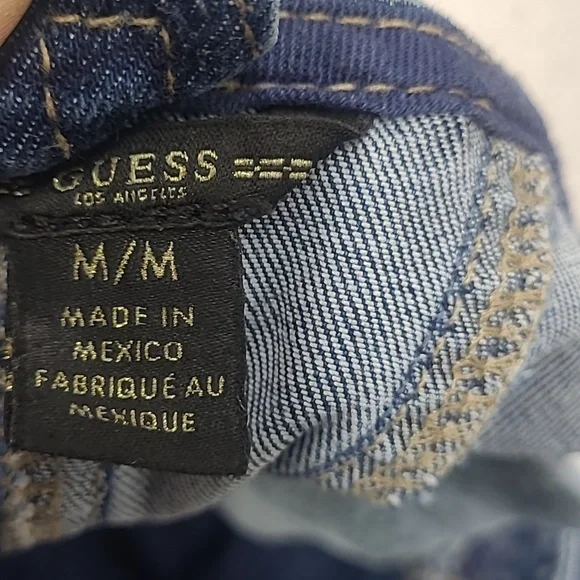 GUESS
LOS ANGELES
M/M
MADE IN
MEXICO
FABRIQUÉ AU
MEXIQUE